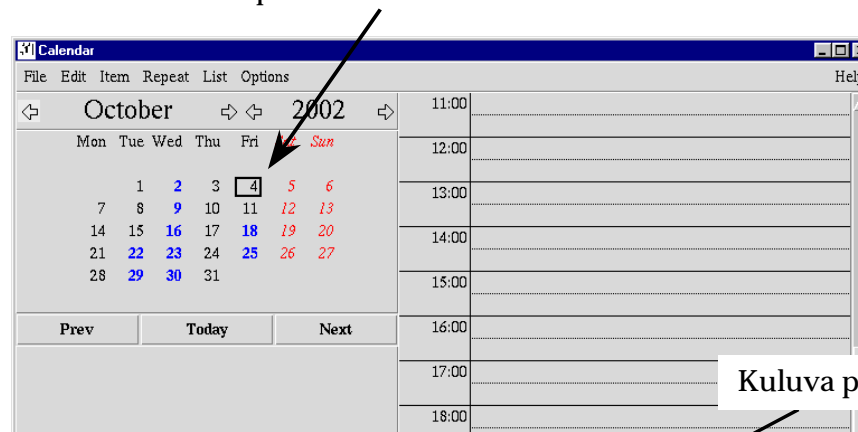 Calendar
File Edit Item Repeat List Options Help
October 2002
Mon Tue Wed Thu Fri Sat Sun
1 2 3 4 5 6
7 8 9 10 11 12 13
14 15 16 17 18 19 20
21 22 23 24 25 26 27
28 29 30 31
Prev Today Next
11:00
12:00
13:00
14:00
15:00
16:00
17:00
18:00
Kuluva p